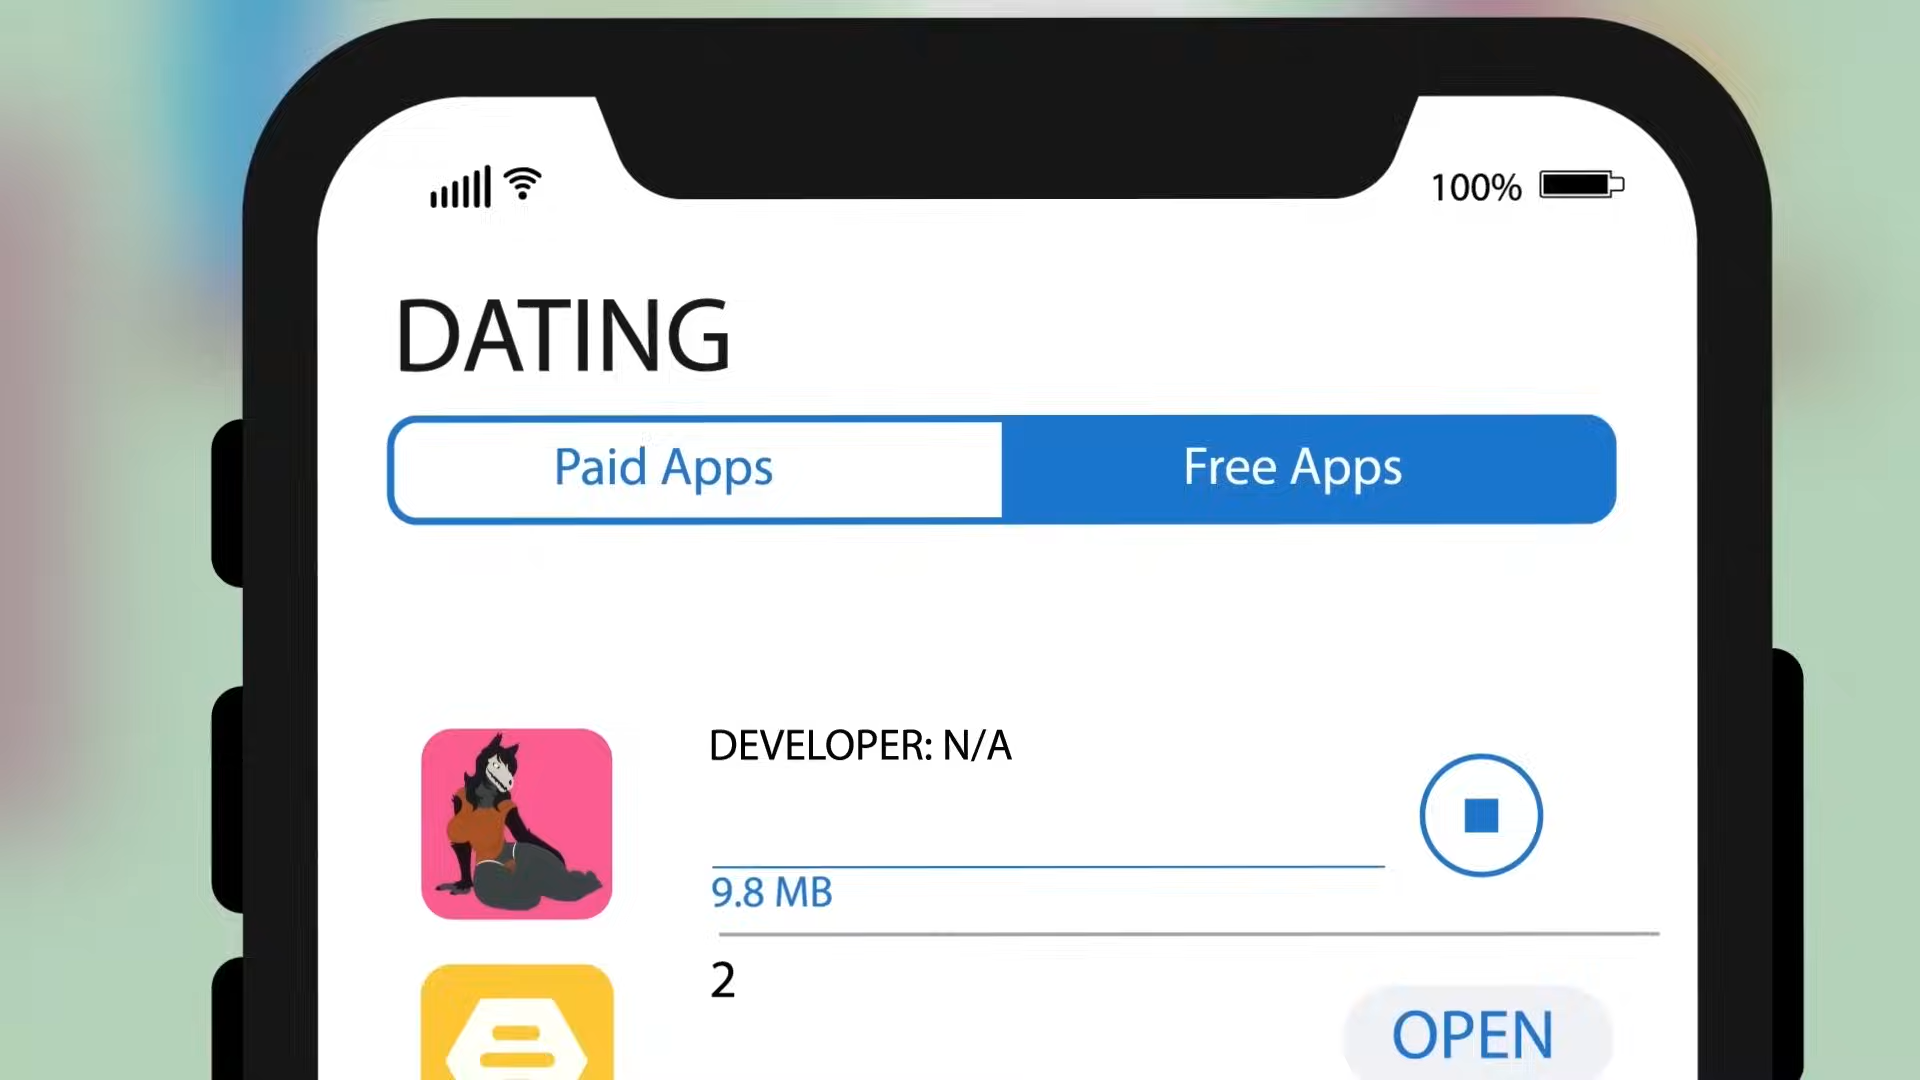 100%
DATING
Paid Apps
Free Apps
DEVELOPER: N/A
9.8 MB
2
OPEN